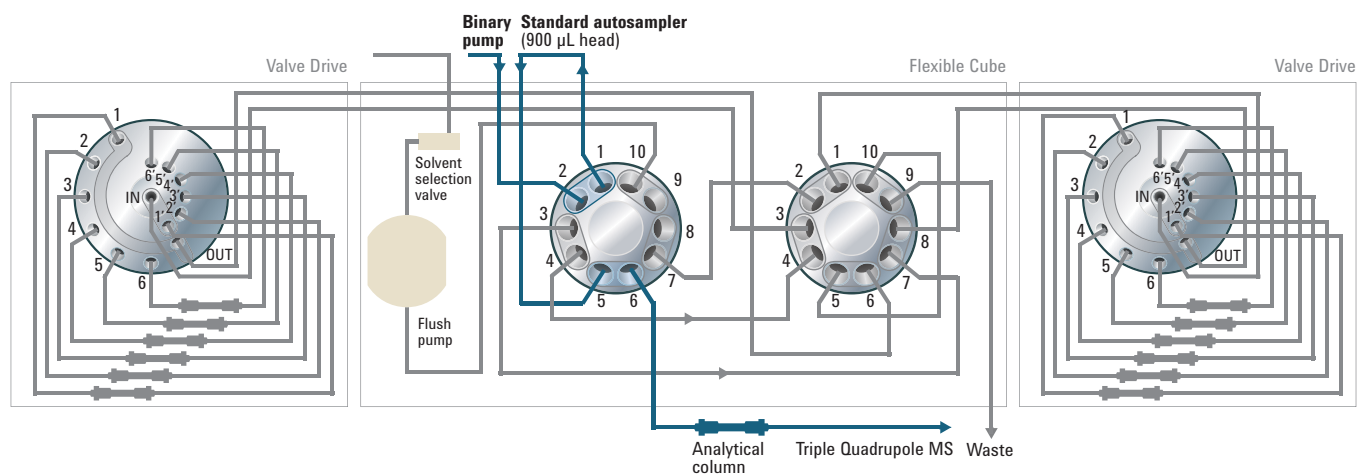 Binary
pump
Standard autosampler
(900 µL head)
Valve Drive
Flexible Cube
Valve Drive
1
2
3
4
5
6
6’
5’
4’
3’
2’
1’
IN
OUT
Solvent
selection
valve
Flush
pump
1
10
2
9
3
8
4
7
5
6
1
10
2
9
3
8
4
7
5
6
1
2
3
4
5
6
6’
5’
4’
3’
2’
1’
IN
OUT
Analytical
column
Triple Quadrupole MS
Waste